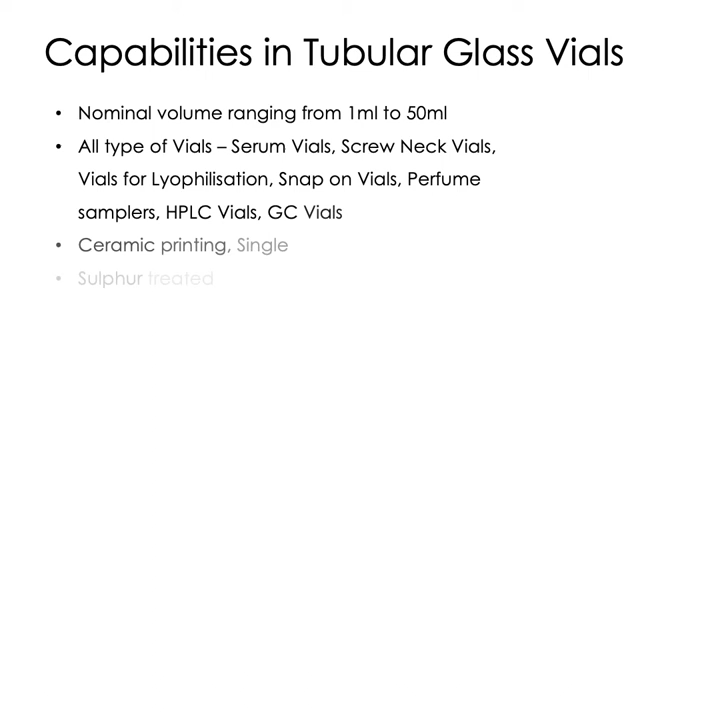 Capabilities in Tubular Glass Vials
• Nominal volume ranging from 1ml to 50ml
• All type of Vials – Serum Vials, Screw Neck Vials,
Vials for Lyophilisation, Snap on Vials, Perfume
samplers, HPLC Vials, GC Vials
• Ceramic printing, Single
• Sulphur treated